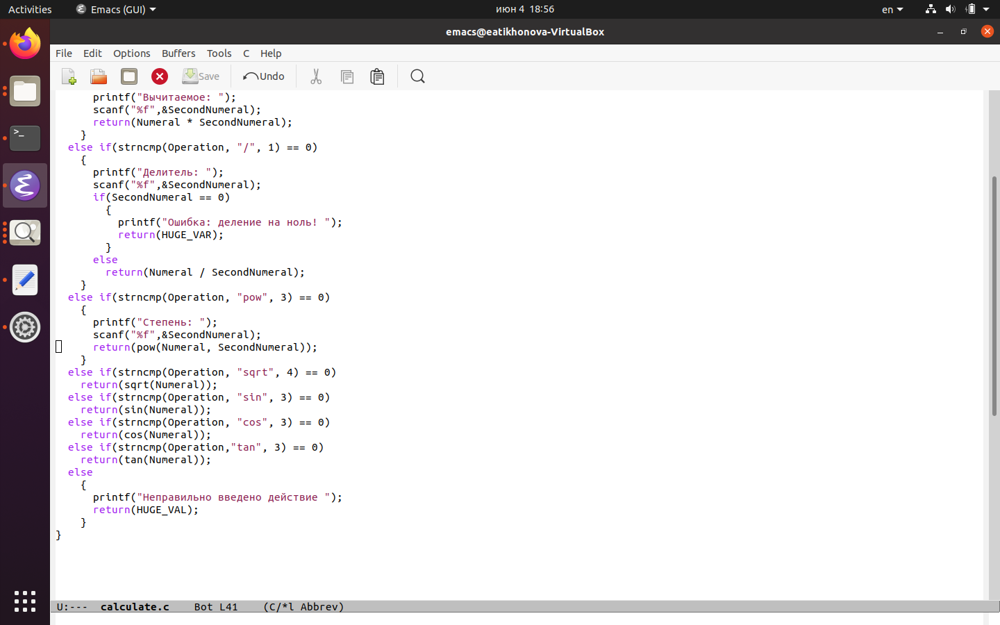 Activities Emacs (GUI) июн 4 18:56 en
emacs@eatikhonova-VirtualBox
File Edit Options Buffers Tools C Help
Save Undo
printf("Вычитаемое: ");
scanf("%f",&SecondNumeral);
return(Numeral * SecondNumeral);
}
else if(strncmp(Operation, "/", 1) == 0)
{
printf("Делитель: ");
scanf("%f",&SecondNumeral);
if(SecondNumeral == 0)
{
printf("Ошибка: деление на ноль! ");
return(HUGE_VAR);
}
else
return(Numeral / SecondNumeral);
}
else if(strncmp(Operation, "pow", 3) == 0)
{
printf("Степень: ");
scanf("%f",&SecondNumeral);
return(pow(Numeral, SecondNumeral));
}
else if(strncmp(Operation, "sqrt", 4) == 0)
return(sqrt(Numeral));
else if(strncmp(Operation, "sin", 3) == 0)
return(sin(Numeral));
else if(strncmp(Operation, "cos", 3) == 0)
return(cos(Numeral));
else if(strncmp(Operation,"tan", 3) == 0)
return(tan(Numeral));
else
{
printf("Неправильно введено действие ");
return(HUGE_VAL);
}
}
U:--- calculate.c Bot L41 (C/*l Abbrev)